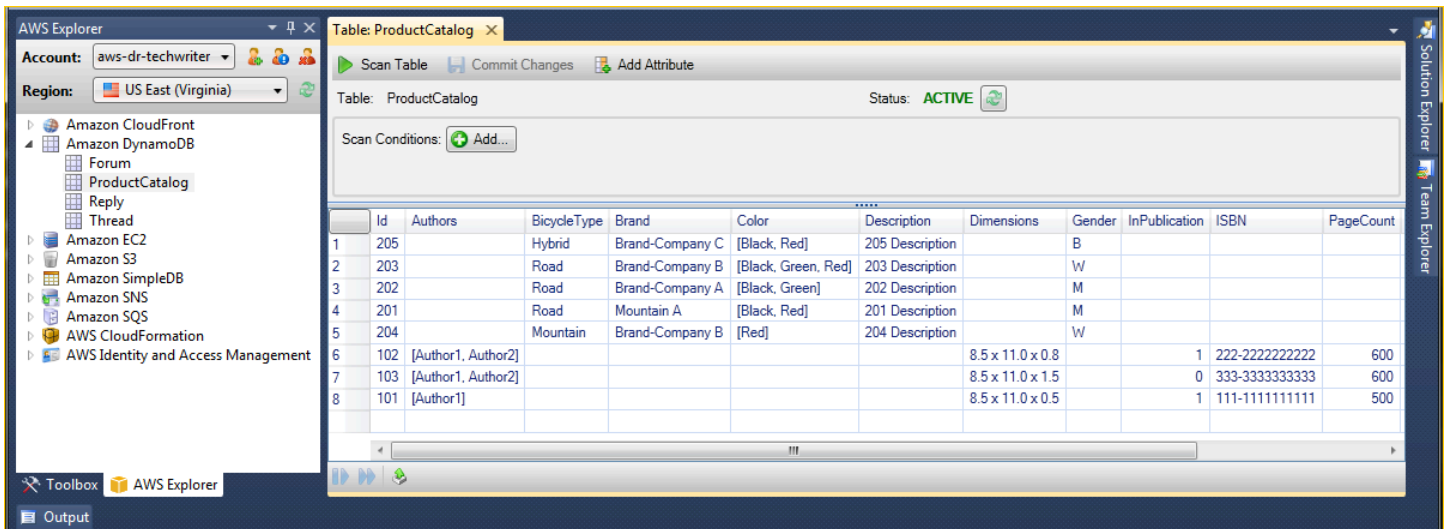 AWS Explorer
Account: aws-dr-techwriter
Region: US East (Virginia)
Amazon CloudFront
Amazon DynamoDB
Forum
ProductCatalog
Reply
Thread
Amazon EC2
Amazon S3
Amazon SimpleDB
Amazon SNS
Amazon SQS
AWS CloudFormation
AWS Identity and Access Management
Toolbox AWS Explorer
Output
Table: ProductCatalog
Scan Table Commit Changes Add Attribute
Table: ProductCatalog Status: ACTIVE
Scan Conditions: Add...
Id Authors BicycleType Brand Color Description Dimensions Gender InPublication ISBN PageCount
1 205 Hybrid Brand-Company C [Black, Red] 205 Description B
2 203 Road Brand-Company B [Black, Green, Red] 203 Description W
3 202 Road Brand-Company A [Black, Green] 202 Description M
4 201 Road Mountain A [Black, Red] 201 Description M
5 204 Mountain Brand-Company B [Red] 204 Description W
6 102 [Author1, Author2] 8.5 x 11.0 x 0.8 1 222-2222222222 600
7 103 [Author1, Author2] 8.5 x 11.0 x 1.5 0 333-3333333333 600
8 101 [Author1] 8.5 x 11.0 x 0.5 1 111-1111111111 500
Solution Explorer
Team Explorer